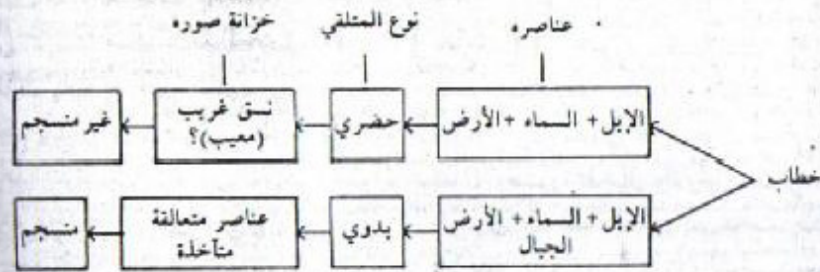 عناصره نوع المتلقي خزانة صوره
الإبل + السماء + الأرض حضري نسق غريب (معيب)؟ غير منسجم
خطاب
الإبل + السماء + الأرض الجبال بدوي عناصر متعالقة متآخذة منسجم